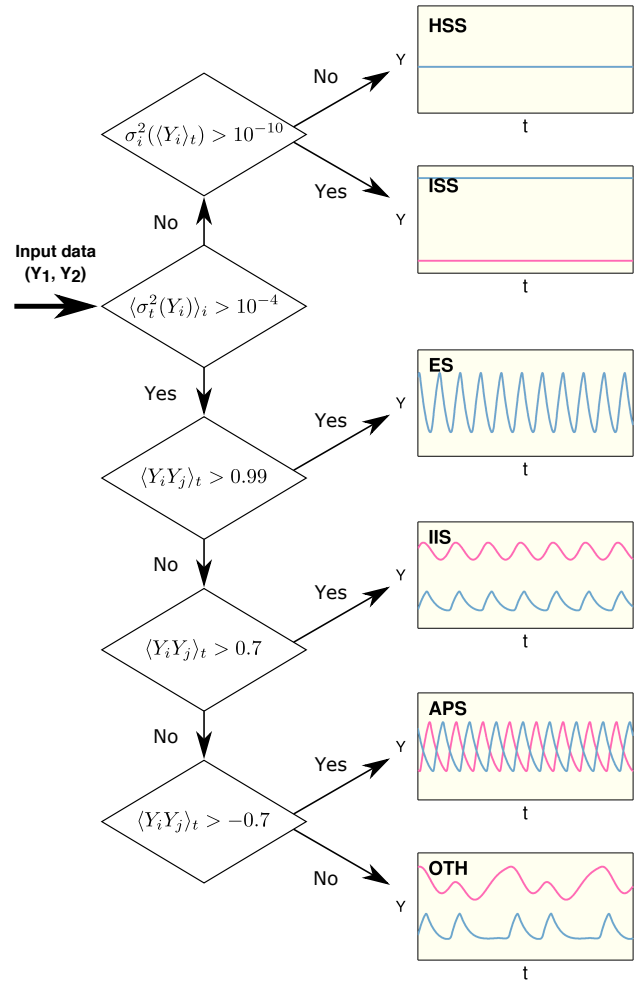 HSS
Y
t
No
σ_i^2(⟨Y_i⟩_t) > 10^{-10}
Yes
ISS
Y
t
No
Input data
(Y1, Y2)
⟨σ_t^2(Y_i)⟩_i > 10^{-4}
Yes
ES
Y
t
Yes
⟨Y_iY_j⟩_t > 0.99
No
IIS
Y
t
Yes
⟨Y_iY_j⟩_t > 0.7
No
APS
Y
t
Yes
⟨Y_iY_j⟩_t > −0.7
No
OTH
Y
t